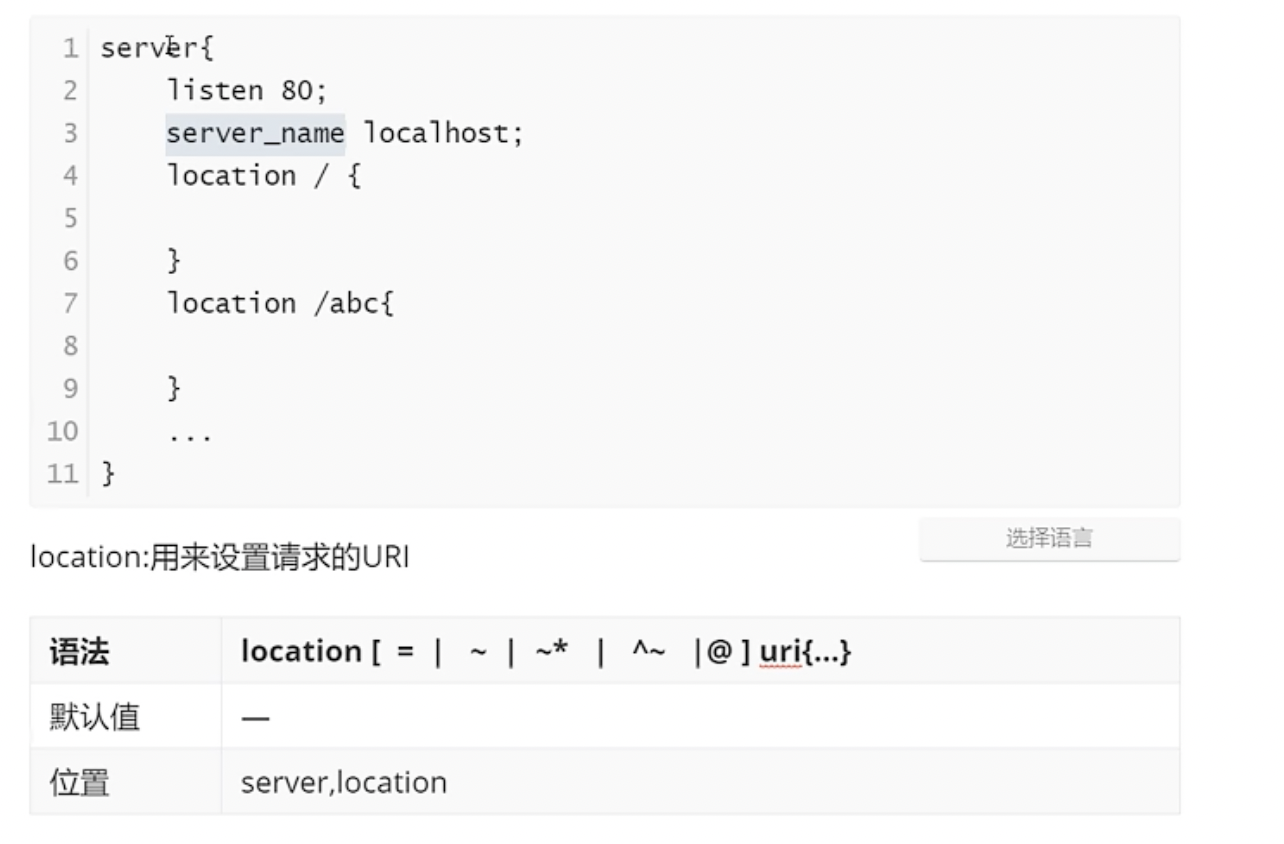 1 server{
2     listen 80;
3     server_name localhost;
4     location / {
5
6     }
7     location /abc{
8
9     }
10     ...
11 }
选择语言
location:用来设置请求的URI
语法 location [ = | ~ | ~* | ^~ |@ ] uri{...}
默认值 —
位置 server,location